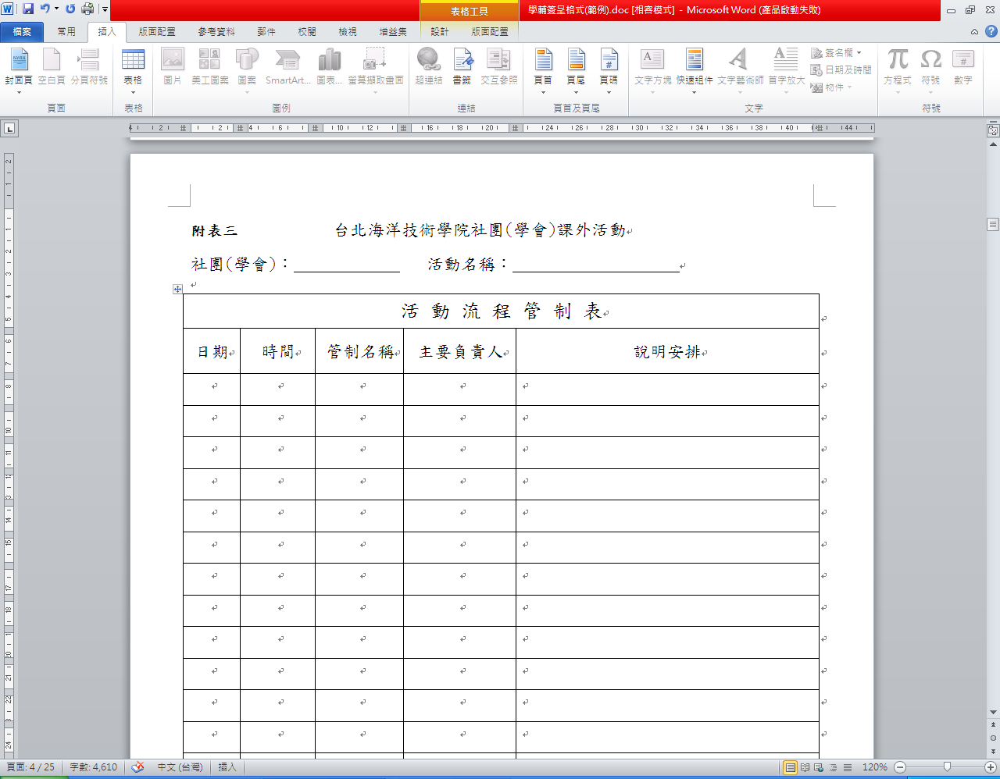 表格工具
學輔簽呈格式(範例).doc [相容模式] - Microsoft Word (產品啟動失敗)
檔案 常用 插入 版面配置 參考資料 郵件 校閱 檢視 增益集 設計 版面配置
封面頁 空白頁 分頁符號 表格 圖片 美工圖案 圖案 SmartArt... 圖表... 螢幕擷取畫面 超連結 書籤 交互參照 頁首 頁尾 頁碼 文字方塊 快速組件 文字藝術師 首字放大 簽名欄 方程式 符號 數字
日期及時間
物件
頁面 表格 圖例 連結 頁首及頁尾 文字 符號
附表三 台北海洋技術學院社團(學會)課外活動
社團(學會)： 活動名稱：
活 動 流 程 管 制 表
日期 時間 管制名稱 主要負責人 說明安排
頁面: 4 / 25 字數: 4,610 中文 (台灣) 插入 120%